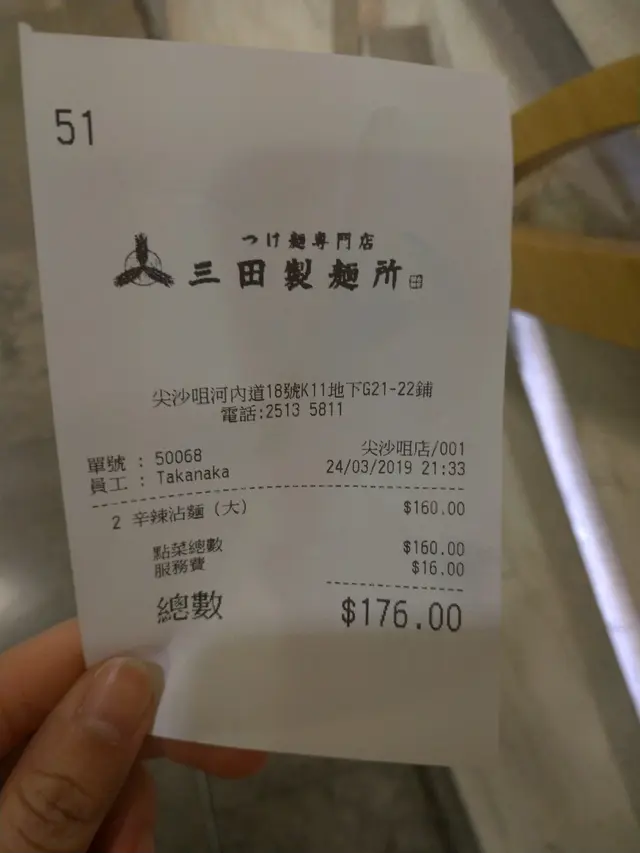 51
つけ麵専門店
三田製麵所
尖沙咀河內道18號K11地下G21-22鋪
電話:2513 5811
尖沙咀店/001
單號 : 50068
24/03/2019 21:33
員工 : Takanaka
2 辛辣沾麵（大） $160.00
點菜總數 $160.00
服務費 $16.00
總數 $176.00